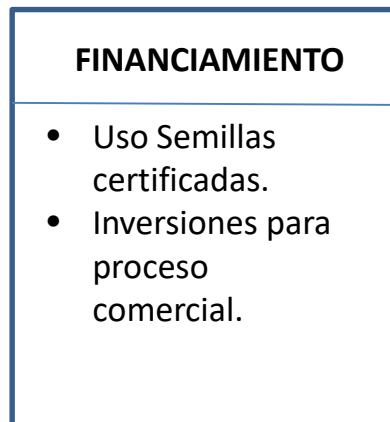 FINANCIAMIENTO
• Uso Semillas
certificadas.
• Inversiones para
proceso
comercial.